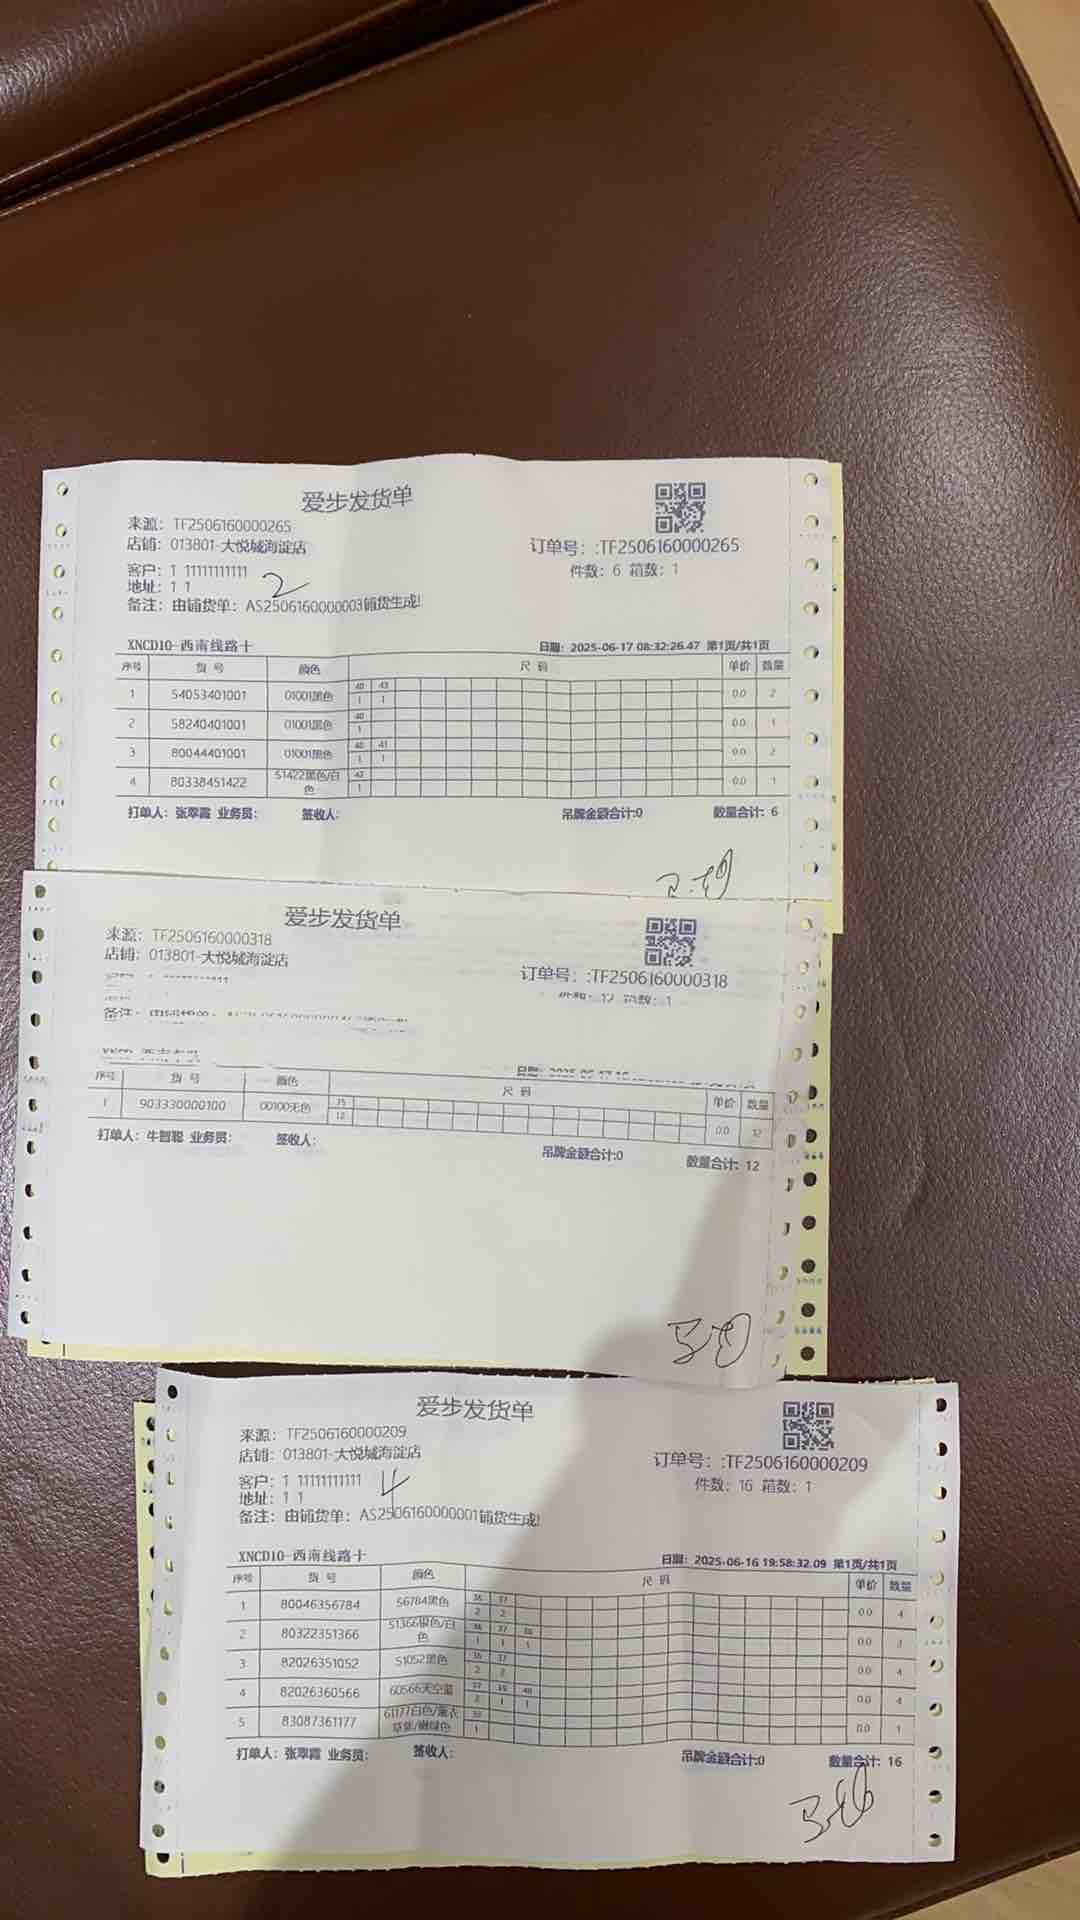 爱步发货单
来源：TF2506160000265
店铺：013801-大悦城海淀店
订单号：:TF2506160000265
客户：1 11111111111
件数：6 箱数：1
地址：1 1
2
备注：由铺货单：AS2506160000003铺货生成!
XNCD10-西南线路十
日期：2025-06-17 08:32:26.47 第1页/共1页
序号 货 号 颜色 尺 码 单价 数量
40 43
1 54053401001 01001黑色 1 1 0.0 2
40
2 58240401001 01001黑色 1 0.0 1
40 41
3 80044401001 01001黑色 1 1 0.0 2
42
4 80338451422 51422黑色/白色 1 0.0 1
打单人：张翠霞 业务员： 签收人： 吊牌金额合计:0 数量合计：6
爱步发货单
来源：TF2506160000318
店铺：013801-大悦城海淀店
订单号：:TF2506160000318
箱数：1
备注：
序号 货 号 颜色 尺 码 单价 数量
1 903330000100 00100无色 12 0.0 12
打单人：牛智聪 业务员： 签收人： 吊牌金额合计:0 数量合计：12
爱步发货单
来源：TF2506160000209
店铺：013801-大悦城海淀店
订单号：:TF2506160000209
客户：1 11111111111
件数：16 箱数：1
地址：1 1
4
备注：由铺货单：AS2506160000001铺货生成!
XNCD10-西南线路十
日期：2025-06-16 19:58:32.09 第1页/共1页
序号 货 号 颜色 尺 码 单价 数量
36 37
1 80046356784 56784黑色 2 2 0.0 4
36 37 38
2 80322351366 51366银色/白色 1 1 1 0.0 3
36 37
3 82026351052 51052黑色 2 2 0.0 4
4 82026360566 60566天空蓝 2 1 1 0.0 4
5 83087361177 61177白色/薰衣草紫/嫩绿色 1 0.0 1
打单人：张翠霞 业务员： 签收人： 吊牌金额合计:0 数量合计：16